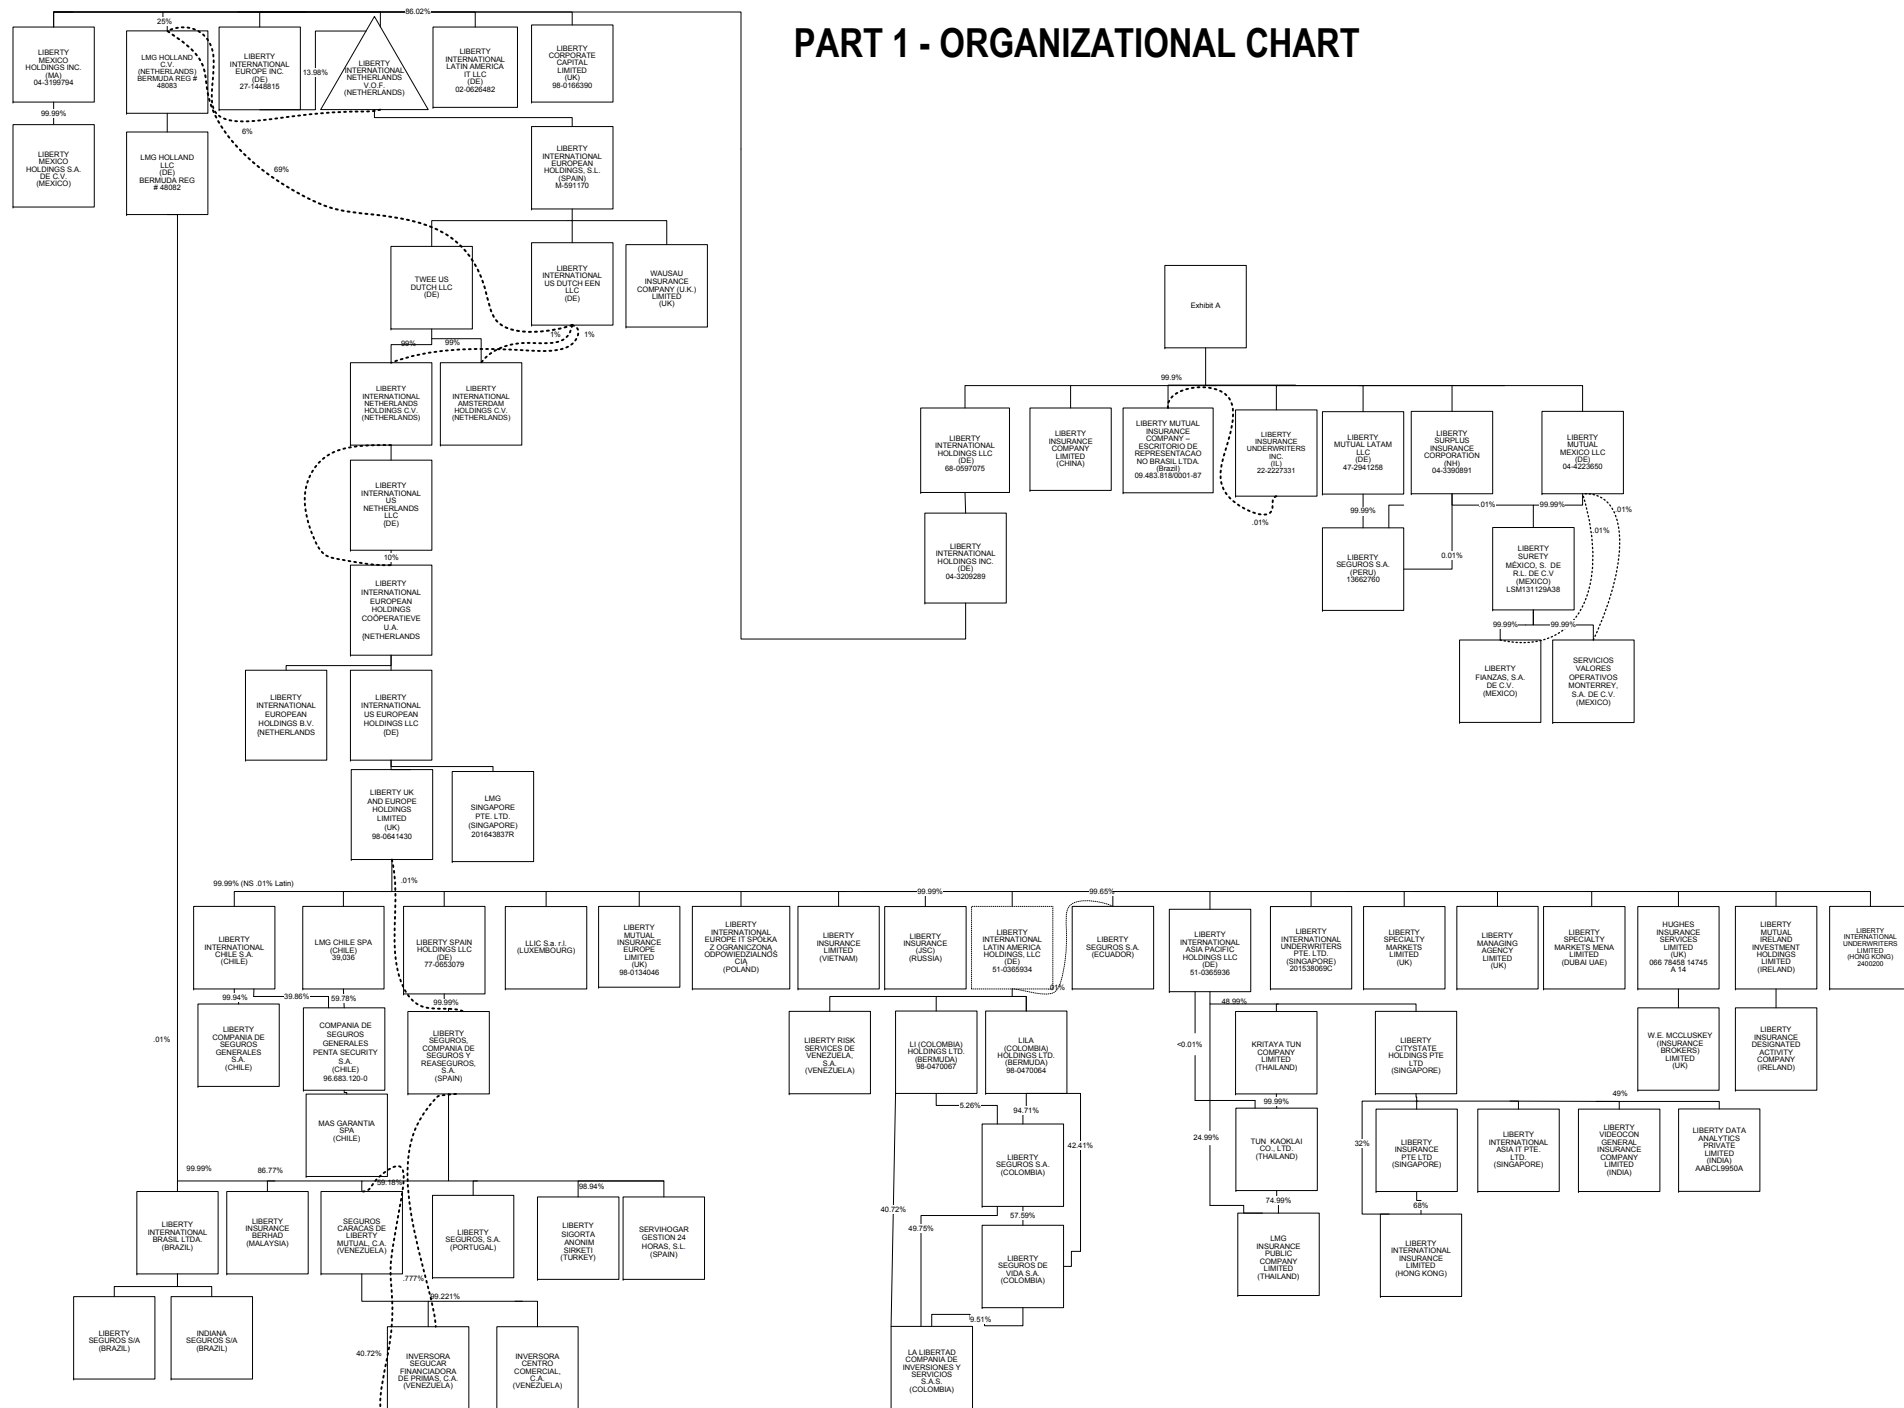 PART 1 - ORGANIZATIONAL CHART
86.02%
25%
LIBERTY
MEXICO
HOLDINGS INC.
(MA)
04-3199794
LMG HOLLAND
C.V.
(NETHERLANDS)
BERMUDA REG #
48083
LIBERTY
INTERNATIONAL
EUROPE INC.
(DE)
27-1448815
13.98%
LIBERTY
INTERNATIONAL
NETHERLANDS
V.O.F.
(NETHERLANDS)
LIBERTY
INTERNATIONAL
LATIN AMERICA
IT LLC
(DE)
02-0626482
LIBERTY
CORPORATE
CAPITAL
LIMITED
(UK)
98-0166390
99.99%
6%
69%
LIBERTY
MEXICO
HOLDINGS S.A.
DE C.V.
(MEXICO)
LMG HOLLAND
LLC
(DE)
BERMUDA REG
# 48082
LIBERTY
INTERNATIONAL
EUROPEAN
HOLDINGS, S.L.
(SPAIN)
M-591170
TWEE US
DUTCH LLC
(DE)
LIBERTY
INTERNATIONAL
US DUTCH EEN
LLC
(DE)
WAUSAU
INSURANCE
COMPANY (U.K.)
LIMITED
(UK)
99%
99%
1%
1%
LIBERTY
INTERNATIONAL
NETHERLANDS
HOLDINGS C.V.
(NETHERLANDS)
LIBERTY
INTERNATIONAL
AMSTERDAM
HOLDINGS C.V.
(NETHERLANDS)
LIBERTY
INTERNATIONAL
US
NETHERLANDS
LLC
(DE)
10%
LIBERTY
INTERNATIONAL
EUROPEAN
HOLDINGS
COÖPERATIEVE
U.A.
(NETHERLANDS
LIBERTY
INTERNATIONAL
EUROPEAN
HOLDINGS B.V.
(NETHERLANDS
LIBERTY
INTERNATIONAL
US EUROPEAN
HOLDINGS LLC
(DE)
LIBERTY UK
AND EUROPE
HOLDINGS
LIMITED
(UK)
98-0641430
LMG
SINGAPORE
PTE. LTD.
(SINGAPORE)
201643837R
Exhibit A
99.9%
LIBERTY
INTERNATIONAL
HOLDINGS LLC
(DE)
68-0597075
LIBERTY
INSURANCE
COMPANY
LIMITED
(CHINA)
LIBERTY MUTUAL
INSURANCE
COMPANY –
ESCRITORIO DE
REPRESENTACAO
NO BRASIL LTDA.
(Brazil)
09.483.818/0001-87
LIBERTY
INSURANCE
UNDERWRITERS
INC.
(IL)
22-2227331
LIBERTY
MUTUAL LATAM
LLC
(DE)
47-2941258
LIBERTY
SURPLUS
INSURANCE
CORPORATION
(NH)
04-3390891
LIBERTY
MUTUAL
MEXICO LLC
(DE)
04-4223650
.01%
99.99%
.01%
99.99%
.01%
.01%
0.01%
LIBERTY
INTERNATIONAL
HOLDINGS INC.
(DE)
04-3209289
LIBERTY
SEGUROS S.A.
(PERU)
13662760
LIBERTY
SURETY
MÉXICO, S. DE
R.L. DE C.V
(MEXICO)
LSM131129A38
99.99%
99.99%
LIBERTY
FIANZAS, S.A.
DE C.V.
(MEXICO)
SERVICIOS
VALORES
OPERATIVOS
MONTERREY,
S.A. DE C.V.
(MEXICO)
99.99% (NS .01% Latin)
.01%
99.99%
99.65%
LIBERTY
INTERNATIONAL
CHILE S.A.
(CHILE)
LMG CHILE SPA
(CHILE)
39,036
LIBERTY SPAIN
HOLDINGS LLC
(DE)
77-0653079
LLIC S.a. r.l.
(LUXEMBOURG)
LIBERTY
MUTUAL
INSURANCE
EUROPE
LIMITED
(UK)
98-0134046
LIBERTY
INTERNATIONAL
EUROPE IT SPÓŁKA
Z OGRANICZONĄ
ODPOWIEDZIALNOŚ
CIĄ
(POLAND)
LIBERTY
INSURANCE
LIMITED
(VIETNAM)
LIBERTY
INSURANCE
(JSC)
(RUSSIA)
LIBERTY
INTERNATIONAL
LATIN AMERICA
HOLDINGS, LLC
(DE)
51-0365934
LIBERTY
SEGUROS S.A.
(ECUADOR)
LIBERTY
INTERNATIONAL
ASIA PACIFIC
HOLDINGS LLC
(DE)
51-0365936
LIBERTY
INTERNATIONAL
UNDERWRITERS
PTE. LTD.
(SINGAPORE)
201538069C
LIBERTY
SPECIALTY
MARKETS
LIMITED
(UK)
LIBERTY
MANAGING
AGENCY
LIMITED
(UK)
LIBERTY
SPECIALTY
MARKETS MENA
LIMITED
(DUBAI UAE)
HUGHES
INSURANCE
SERVICES
LIMITED
(UK)
066 78458 14745
A 14
LIBERTY
MUTUAL
IRELAND
INVESTMENT
HOLDINGS
LIMITED
(IRELAND)
LIBERTY
INTERNATIONAL
UNDERWRITERS
LIMITED
(HONG KONG)
2400200
99.94%
39.86%
59.78%
99.99%
.01%
48.99%
LIBERTY
COMPANIA DE
SEGUROS
GENERALES
S.A.
(CHILE)
COMPANIA DE
SEGUROS
GENERALES
PENTA SECURITY
S.A.
(CHILE)
96.683.120-0
LIBERTY
SEGUROS,
COMPANIA DE
SEGUROS Y
REASEGUROS,
S.A.
(SPAIN)
LIBERTY RISK
SERVICES DE
VENEZUELA,
S.A.
(VENEZUELA)
LI (COLOMBIA)
HOLDINGS LTD.
(BERMUDA)
98-0470067
LILA
(COLOMBIA)
HOLDINGS LTD.
(BERMUDA)
98-0470064
<0.01%
KRITAYA TUN
COMPANY
LIMITED
(THAILAND)
LIBERTY
CITYSTATE
HOLDINGS PTE
LTD
(SINGAPORE)
W.E. MCCLUSKEY
(INSURANCE
BROKERS)
LIMITED
(UK)
LIBERTY
INSURANCE
DESIGNATED
ACTIVITY
COMPANY
(IRELAND)
.01%
MAS GARANTIA
SPA
(CHILE)
5.26%
94.71%
42.41%
99.99%
49%
24.99%
32%
LIBERTY
SEGUROS S.A.
(COLOMBIA)
TUN KAOKLAI
CO., LTD.
(THAILAND)
LIBERTY
INSURANCE
PTE LTD
(SINGAPORE)
LIBERTY
INTERNATIONAL
ASIA IT PTE.
LTD.
(SINGAPORE)
LIBERTY
VIDEOCON
GENERAL
INSURANCE
COMPANY
LIMITED
(INDIA)
LIBERTY DATA
ANALYTICS
PRIVATE
LIMITED
(INDIA)
AABCL9950A
99.99%
86.77%
59.18%
98.94%
40.72%
49.75%
57.59%
74.99%
68%
LIBERTY
INTERNATIONAL
BRASIL LTDA.
(BRAZIL)
LIBERTY
INSURANCE
BERHAD
(MALAYSIA)
SEGUROS
CARACAS DE
LIBERTY
MUTUAL, C.A.
(VENEZUELA)
LIBERTY
SEGUROS, S.A.
(PORTUGAL)
LIBERTY
SIGORTA
ANONIM
SIRKETI
(TURKEY)
SERVIHOGAR
GESTION 24
HORAS, S.L.
(SPAIN)
LIBERTY
SEGUROS DE
VIDA S.A.
(COLOMBIA)
LMG
INSURANCE
PUBLIC
COMPANY
LIMITED
(THAILAND)
LIBERTY
INTERNATIONAL
INSURANCE
LIMITED
(HONG KONG)
.777%
99.221%
9.51%
40.72%
LIBERTY
SEGUROS S/A
(BRAZIL)
INDIANA
SEGUROS S/A
(BRAZIL)
INVERSORA
SEGUCAR
FINANCIADORA
DE PRIMAS, C.A.
(VENEZUELA)
INVERSORA
CENTRO
COMERCIAL,
C.A.
(VENEZUELA)
LA LIBERTAD
COMPANIA DE
INVERSIONES Y
SERVICIOS
S.A.S.
(COLOMBIA)